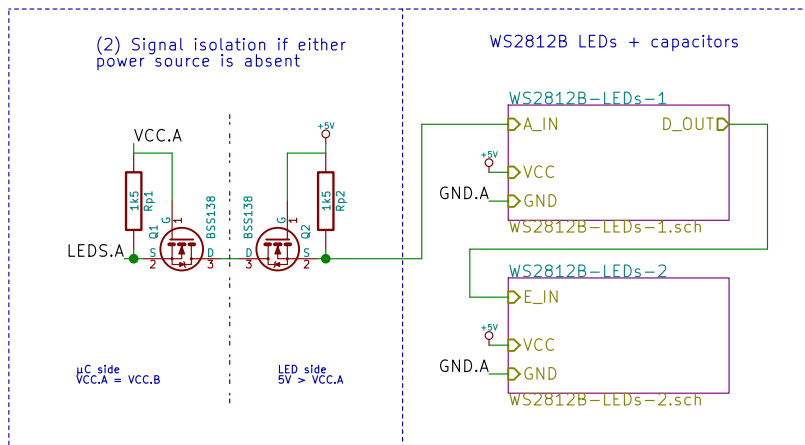 (2) Signal isolation if either
power source is absent
WS2812B LEDs + capacitors
VCC.A
+5V
1k5
Rp1
Q1
G
1
BSS138
BSS138
G
1
Q2
1k5
Rp2
LEDS.A
S
2
D
3
D
3
S
2
µC side
VCC.A = VCC.B
LED side
5V > VCC.A
WS2812B-LEDs-1
A_IN
D_OUT
+5V
VCC
GND.A
GND
WS2812B-LEDs-1.sch
WS2812B-LEDs-2
E_IN
+5V
VCC
GND.A
GND
WS2812B-LEDs-2.sch